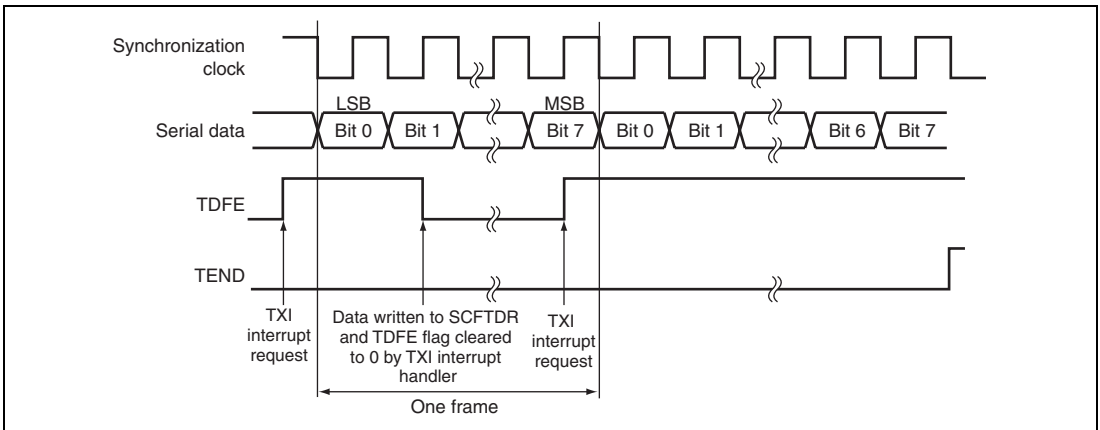 Synchronization
clock
LSB
MSB
Serial data
Bit 0
Bit 1
Bit 7
Bit 0
Bit 1
Bit 6
Bit 7
TDFE
TEND
TXI
interrupt
request
Data written to SCFTDR
and TDFE flag cleared
to 0 by TXI interrupt
handler
TXI
interrupt
request
One frame